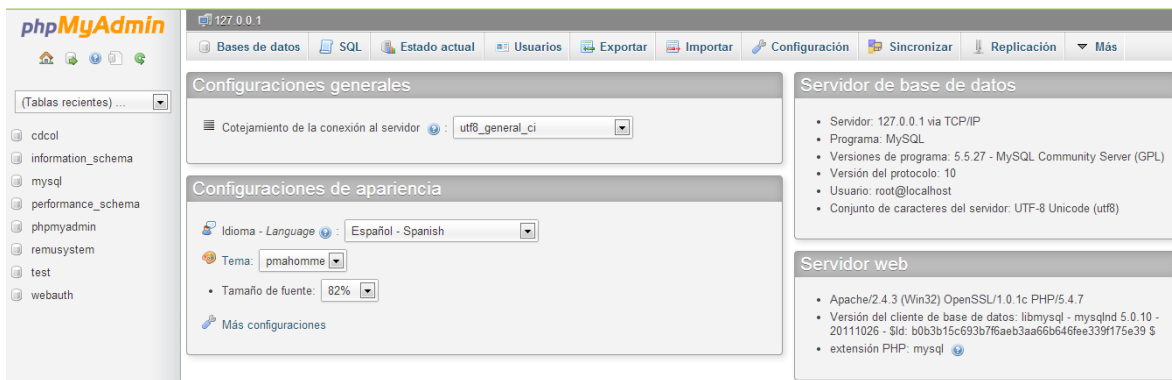 phpMyAdmin
(Tablas recientes) ...
cdcol
information_schema
mysql
performance_schema
phpmyadmin
remusystem
test
webauth
127.0.0.1
Bases de datos SQL Estado actual Usuarios Exportar Importar Configuración Sincronizar Replicación Más
Configuraciones generales
Cotejamiento de la conexión al servidor : utf8_general_ci
Configuraciones de apariencia
Idioma - Language : Español - Spanish
Tema: pmahomme
• Tamaño de fuente: 82%
Más configuraciones
Servidor de base de datos
• Servidor: 127.0.0.1 via TCP/IP
• Programa: MySQL
• Versiones de programa: 5.5.27 - MySQL Community Server (GPL)
• Versión del protocolo: 10
• Usuario: root@localhost
• Conjunto de caracteres del servidor: UTF-8 Unicode (utf8)
Servidor web
• Apache/2.4.3 (Win32) OpenSSL/1.0.1c PHP/5.4.7
• Versión del cliente de base de datos: libmysql - mysqlnd 5.0.10 -
20111026 - $Id: b0b3b15c693b7f6aeb3aa66b646fee339f175e39 $
• extensión PHP: mysql